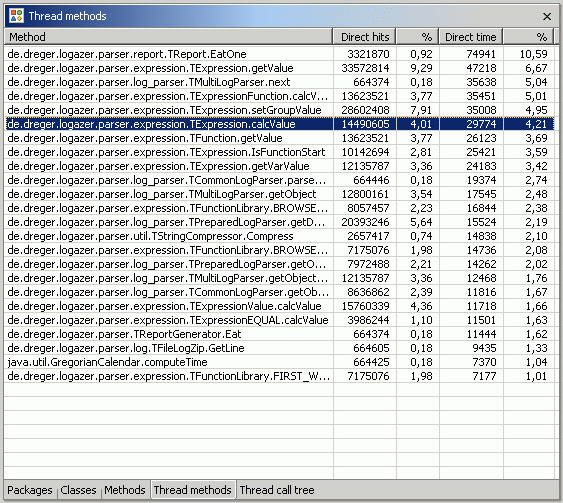 Thread methods
Method Direct hits % Direct time %
de.dreger.logazer.parser.report.TReport.EatOne 3321870 0,92 74941 10,59
de.dreger.logazer.parser.expression.TExpression.getValue 33572814 9,29 47218 6,67
de.dreger.logazer.parser.log_parser.TMultiLogParser.next 664374 0,18 35638 5,04
de.dreger.logazer.parser.expression.TExpressionFunction.calcV... 13623521 3,77 35451 5,01
de.dreger.logazer.parser.expression.TExpression.setGroupValue 28602408 7,91 35008 4,95
de.dreger.logazer.parser.expression.TExpression.calcValue 14490605 4,01 29774 4,21
de.dreger.logazer.parser.expression.TFunction.getValue 13623521 3,77 26123 3,69
de.dreger.logazer.parser.expression.TExpression.IsFunctionStart 10142694 2,81 25421 3,59
de.dreger.logazer.parser.expression.TExpression.getVarValue 12135787 3,36 24183 3,42
de.dreger.logazer.parser.log_parser.TCommonLogParser.parse... 664446 0,18 19374 2,74
de.dreger.logazer.parser.log_parser.TMultiLogParser.getObject 12800161 3,54 17545 2,48
de.dreger.logazer.parser.expression.TFunctionLibrary.BROWSE... 8057457 2,23 16844 2,38
de.dreger.logazer.parser.log_parser.TPreparedLogParser.getD... 20393246 5,64 15524 2,19
de.dreger.logazer.parser.util.TStringCompressor.Compress 2657417 0,74 14838 2,10
de.dreger.logazer.parser.expression.TFunctionLibrary.BROWSE... 7175076 1,98 14736 2,08
de.dreger.logazer.parser.log_parser.TPreparedLogParser.getO... 7972488 2,21 14262 2,02
de.dreger.logazer.parser.log_parser.TMultiLogParser.getObject... 12135787 3,36 12468 1,76
de.dreger.logazer.parser.log_parser.TCommonLogParser.getOb... 8636862 2,39 11816 1,67
de.dreger.logazer.parser.expression.TExpressionValue.calcValue 15760339 4,36 11718 1,66
de.dreger.logazer.parser.expression.TExpressionEQUAL.calcValue 3986244 1,10 11501 1,63
de.dreger.logazer.parser.TReportGenerator.Eat 664374 0,18 11444 1,62
de.dreger.logazer.parser.log.TFileLogZip.GetLine 664605 0,18 9435 1,33
java.util.GregorianCalendar.computeTime 664425 0,18 7370 1,04
de.dreger.logazer.parser.expression.TFunctionLibrary.FIRST_W... 7175076 1,98 7177 1,01
Packages Classes Methods Thread methods Thread call tree